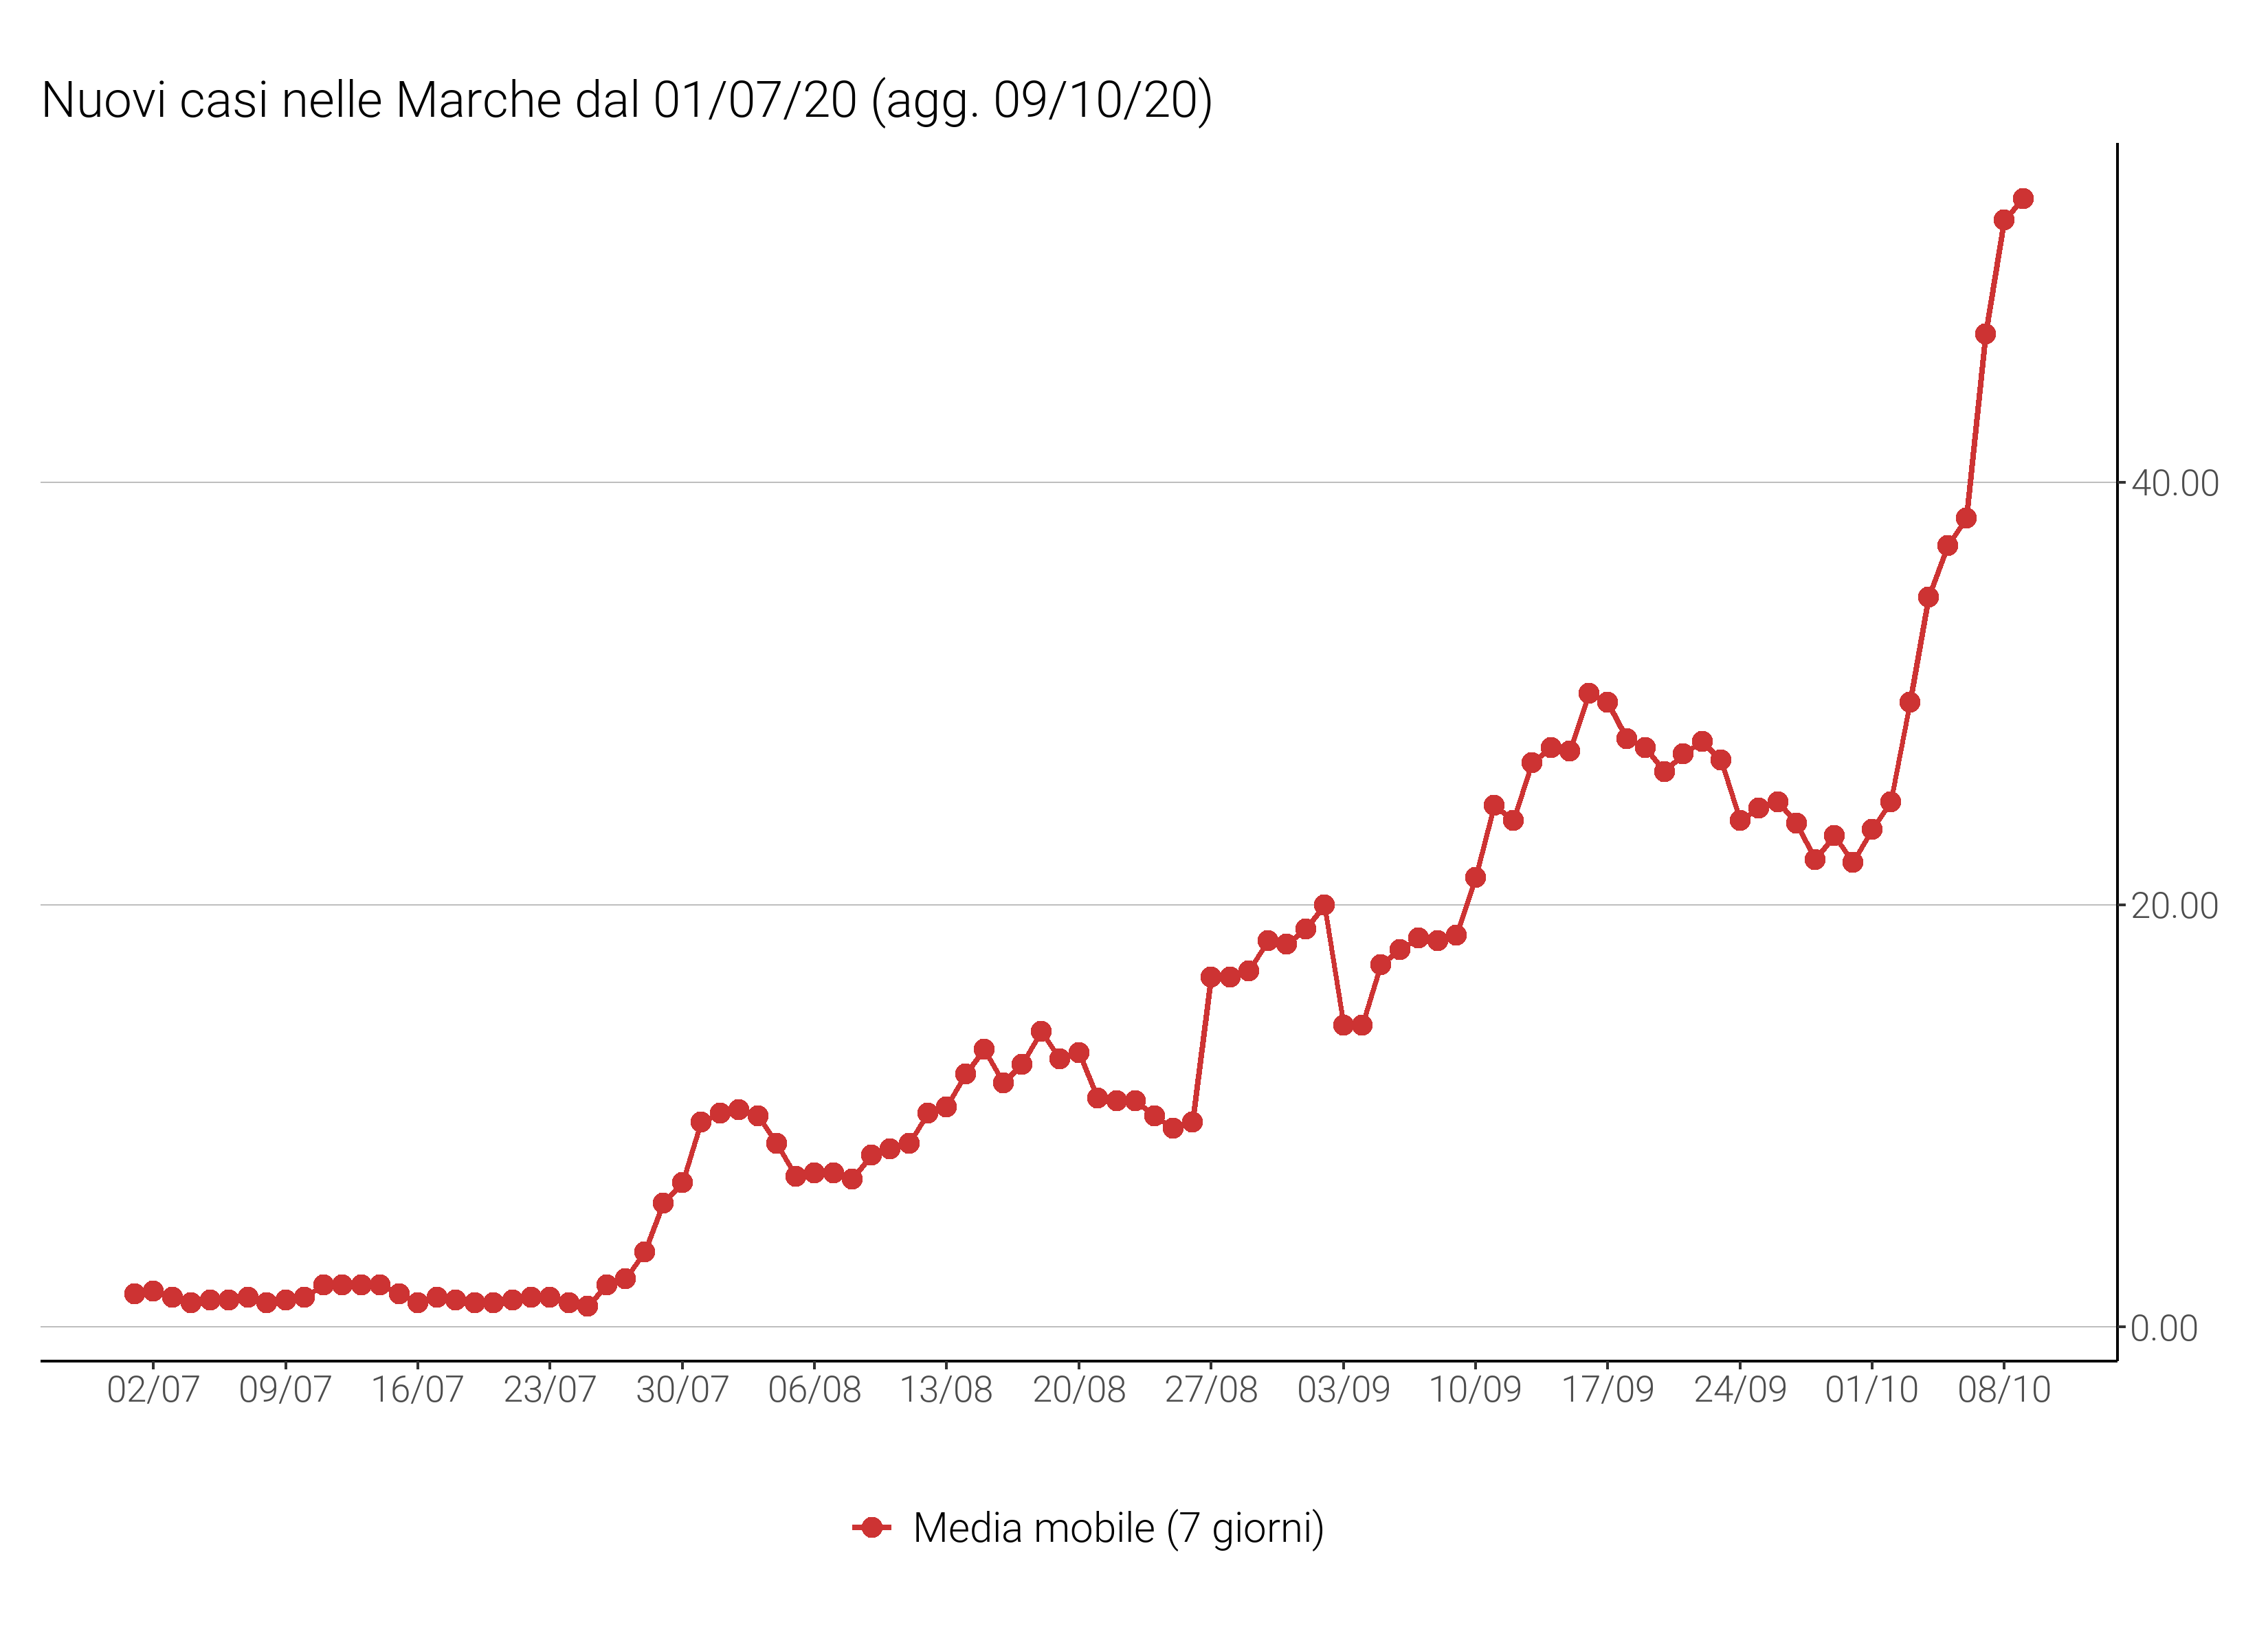 Nuovi casi nelle Marche dal 01/07/20 (agg. 09/10/20)
40.00
20.00
0.00
02/07 09/07 16/07 23/07 30/07 06/08 13/08 20/08 27/08 03/09 10/09 17/09 24/09 01/10 08/10
Media mobile (7 giorni)